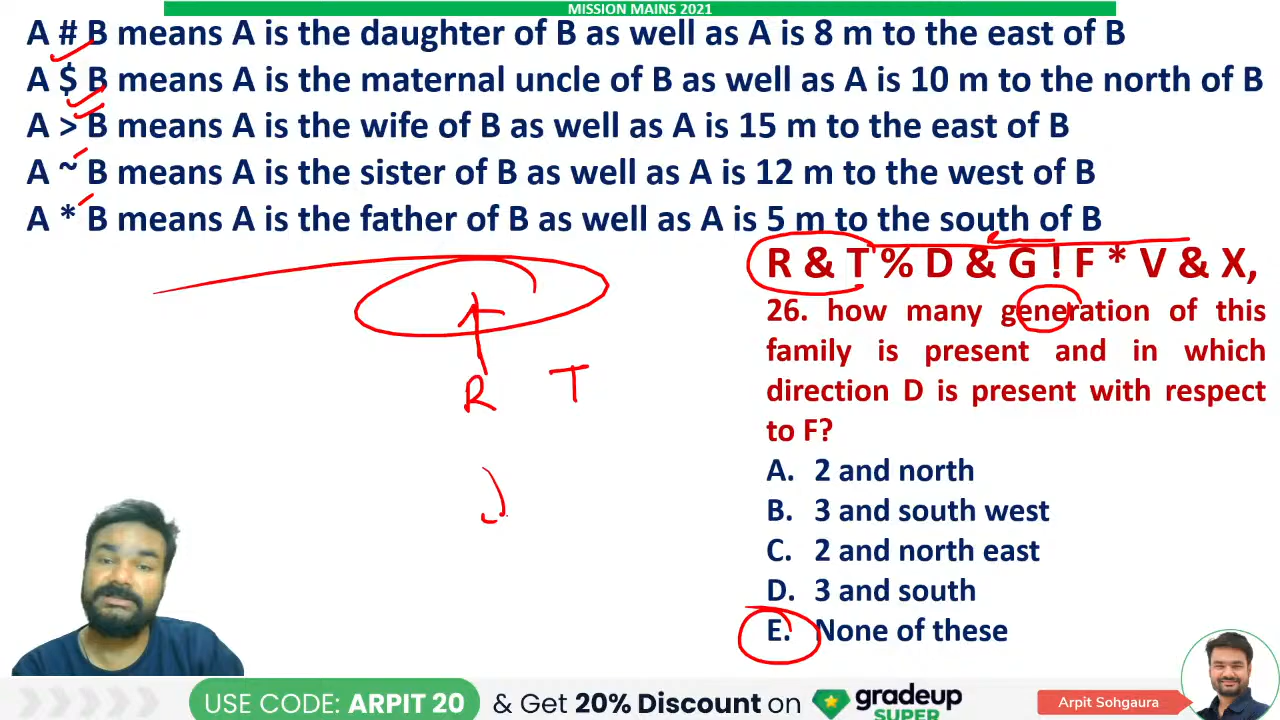 MISSION MAINS 2021
A # B means A is the daughter of B as well as A is 8 m to the east of B
A $ B means A is the maternal uncle of B as well as A is 10 m to the north of B
A > B means A is the wife of B as well as A is 15 m to the east of B
A ~ B means A is the sister of B as well as A is 12 m to the west of B
A * B means A is the father of B as well as A is 5 m to the south of B
R & T % D & G ! F * V & X,
26. how many generation of this
family is present and in which
direction D is present with respect
to F?
A. 2 and north
B. 3 and south west
C. 2 and north east
D. 3 and south
E. None of these
R T
USE CODE: ARPIT 20 & Get 20% Discount on gradeup
SUPER
Arpit Sohgaura